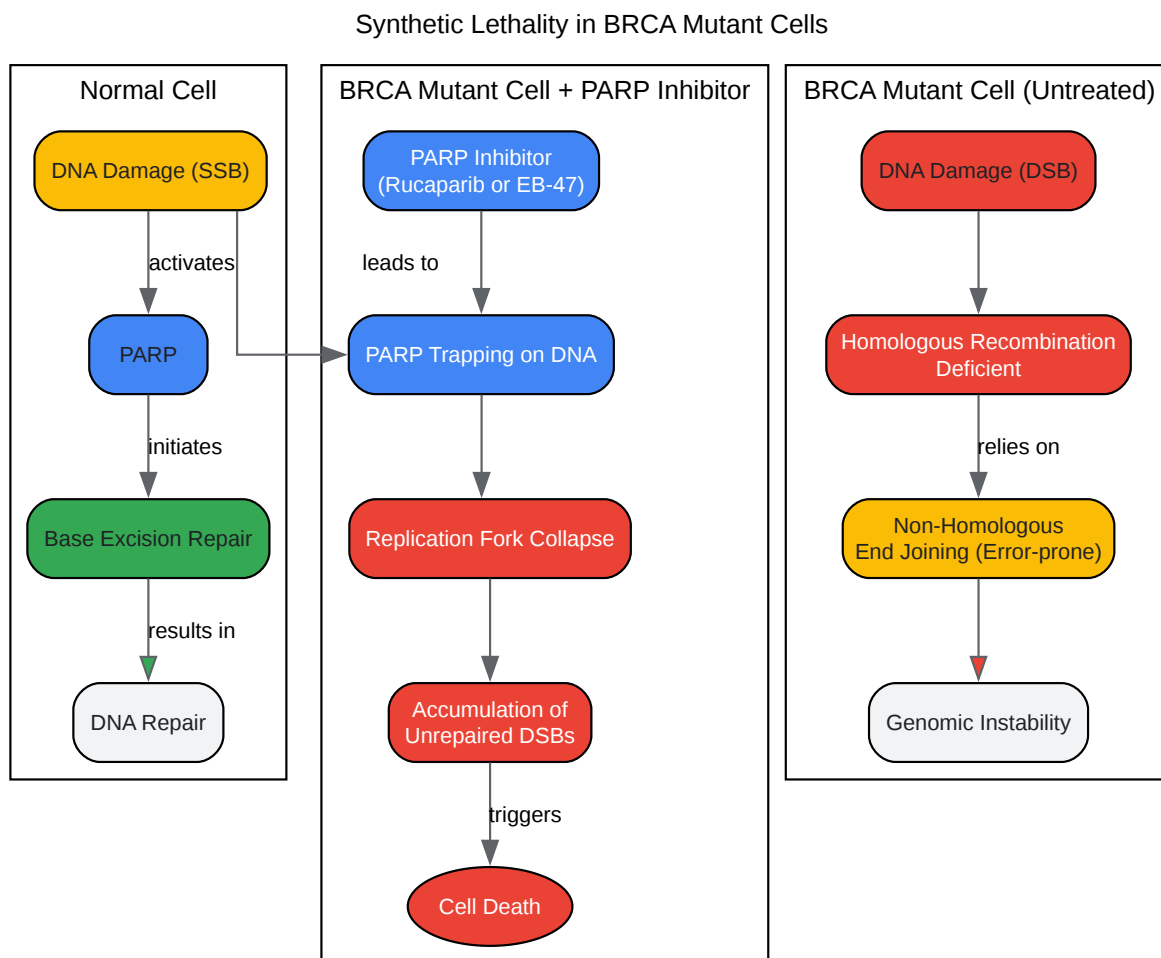 Synthetic Lethality in BRCA Mutant Cells
Normal Cell
DNA Damage (SSB)
activates
PARP
initiates
Base Excision Repair
results in
DNA Repair
BRCA Mutant Cell + PARP Inhibitor
PARP Inhibitor
(Rucaparib or EB-47)
leads to
PARP Trapping on DNA
Replication Fork Collapse
Accumulation of
Unrepaired DSBs
triggers
Cell Death
BRCA Mutant Cell (Untreated)
DNA Damage (DSB)
Homologous Recombination
Deficient
relies on
Non-Homologous
End Joining (Error-prone)
Genomic Instability